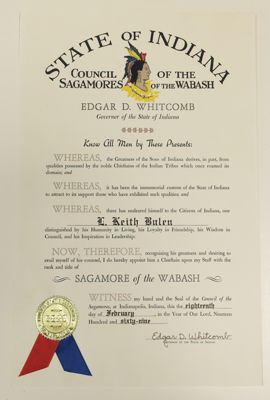 STATE OF INDIANA
COUNCIL OF THE
SAGAMORES OF THE WABASH
EDGAR D. WHITCOMB
Governor of the State of Indiana
Know All Men by These Presents:
WHEREAS, the Greatness of the State of Indiana derives, in part, from
qualities possessed by the noble Chieftains of the Indian Tribes which once roamed its
domain; and
WHEREAS, it has been the immemorial custom of the State of Indiana
to attract to its support those who have exhibited such qualities; and
WHEREAS, there has endeared himself to the Citizens of Indiana, one
L. Keith Bulen
distinguished by his Humanity in Living, his Loyalty in Friendship, his Wisdom in
Council, and his Inspiration in Leadership:
NOW, THEREFORE, recognizing his greatness and desiring to
avail myself of his counsel, I do hereby appoint him a Chieftain upon my Staff with the
rank and title of
SAGAMORE of the WABASH
WITNESS my hand and the Seal of the Council of the
Sagamores, at Indianapolis, Indiana, this the eighteenth
day of February, in the Year of Our Lord, Nineteen
Hundred and sixty-nine
Edgar D. Whitcomb
GOVERNOR OF THE STATE OF INDIANA